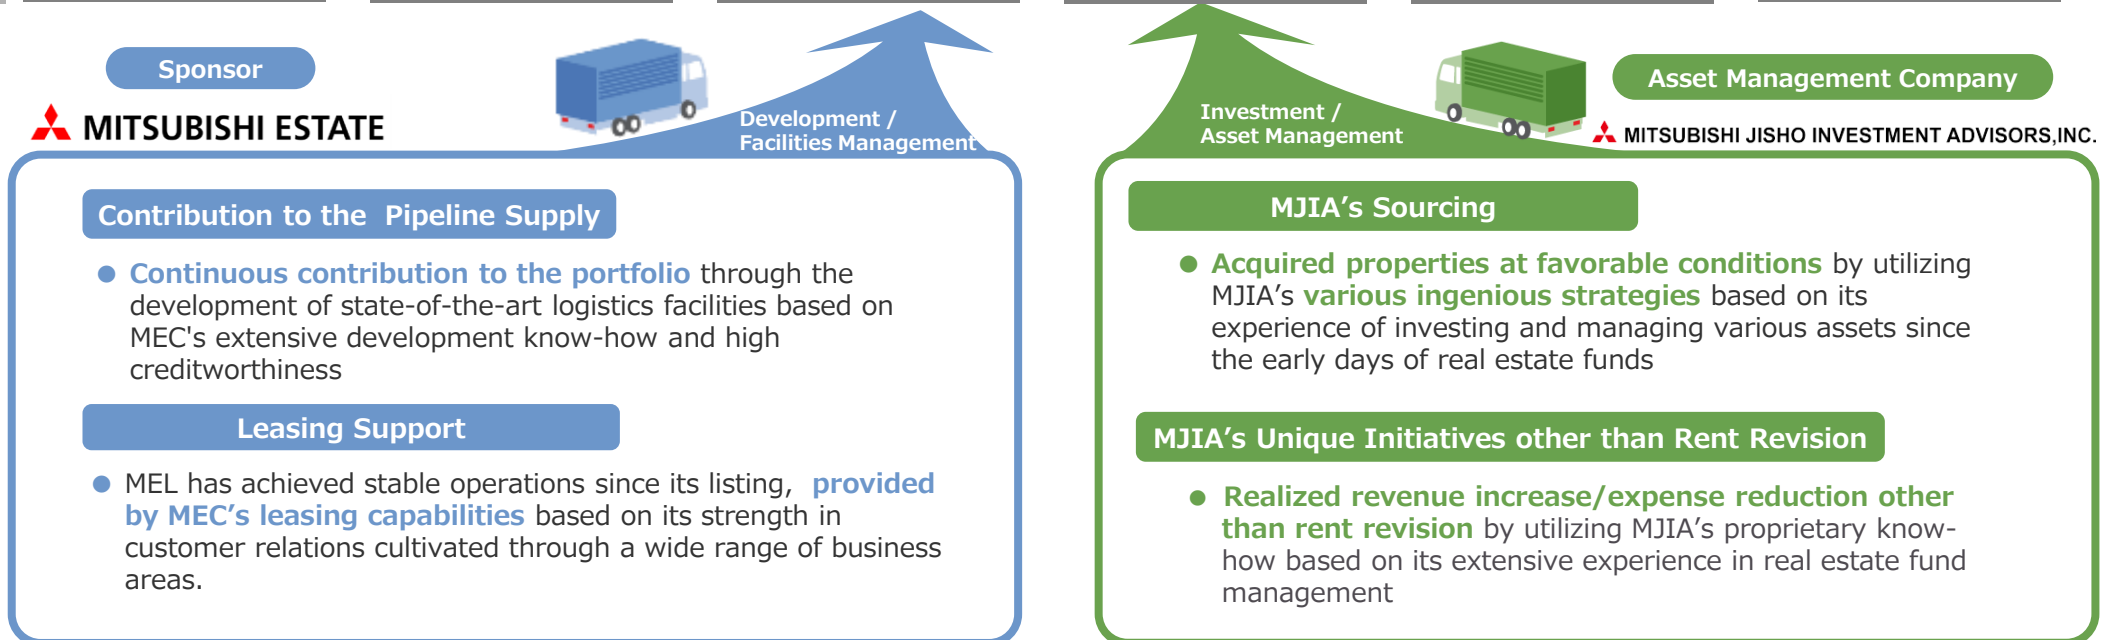 Sponsor
MITSUBISHI ESTATE
Development /
Facilities Management
Contribution to the Pipeline Supply
● Continuous contribution to the portfolio through the
development of state-of-the-art logistics facilities based on
MEC's extensive development know-how and high
creditworthiness
Leasing Support
● MEL has achieved stable operations since its listing, provided
by MEC’s leasing capabilities based on its strength in
customer relations cultivated through a wide range of business
areas.
Investment /
Asset Management
Asset Management Company
MITSUBISHI JISHO INVESTMENT ADVISORS,INC.
MJIA’s Sourcing
● Acquired properties at favorable conditions by utilizing
MJIA’s various ingenious strategies based on its
experience of investing and managing various assets since
the early days of real estate funds
MJIA’s Unique Initiatives other than Rent Revision
● Realized revenue increase/expense reduction other
than rent revision by utilizing MJIA’s proprietary know-
how based on its extensive experience in real estate fund
management